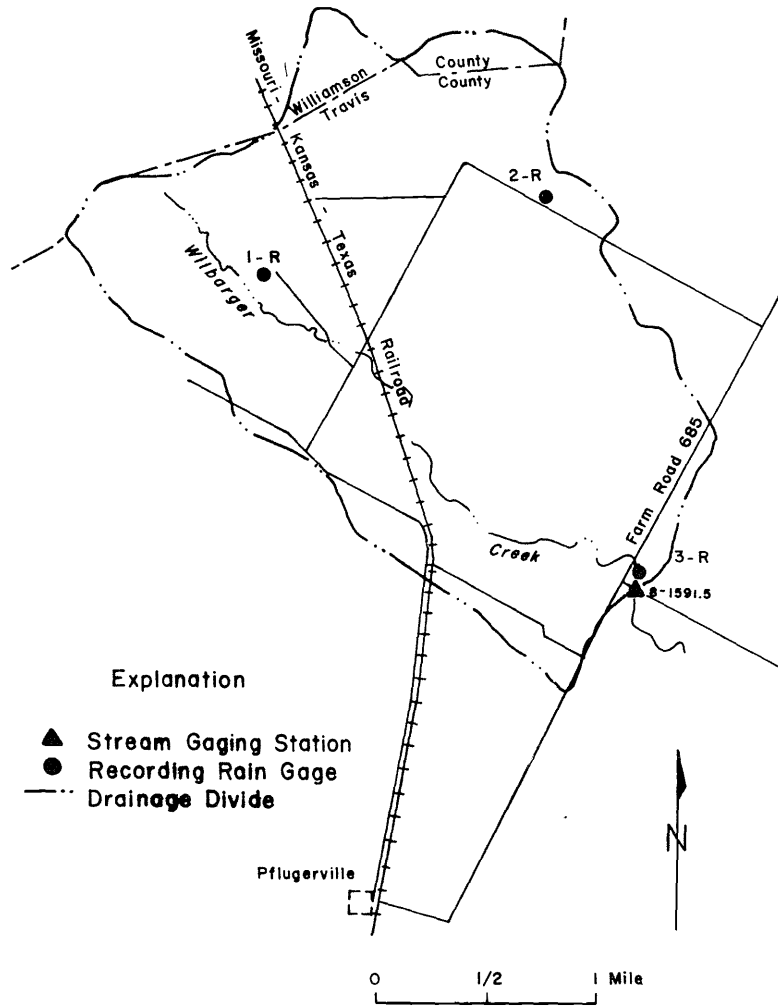 Missouri -
Kansas -
Texas
Railroad
Williamson
Travis
County
County
2-R
1-R
Wilbarger
Creek
Farm Road 685
3-R
8-1591.5
Explanation
Stream Gaging Station
Recording Rain Gage
Drainage Divide
Pflugerville
N
0 1/2 1 Mile